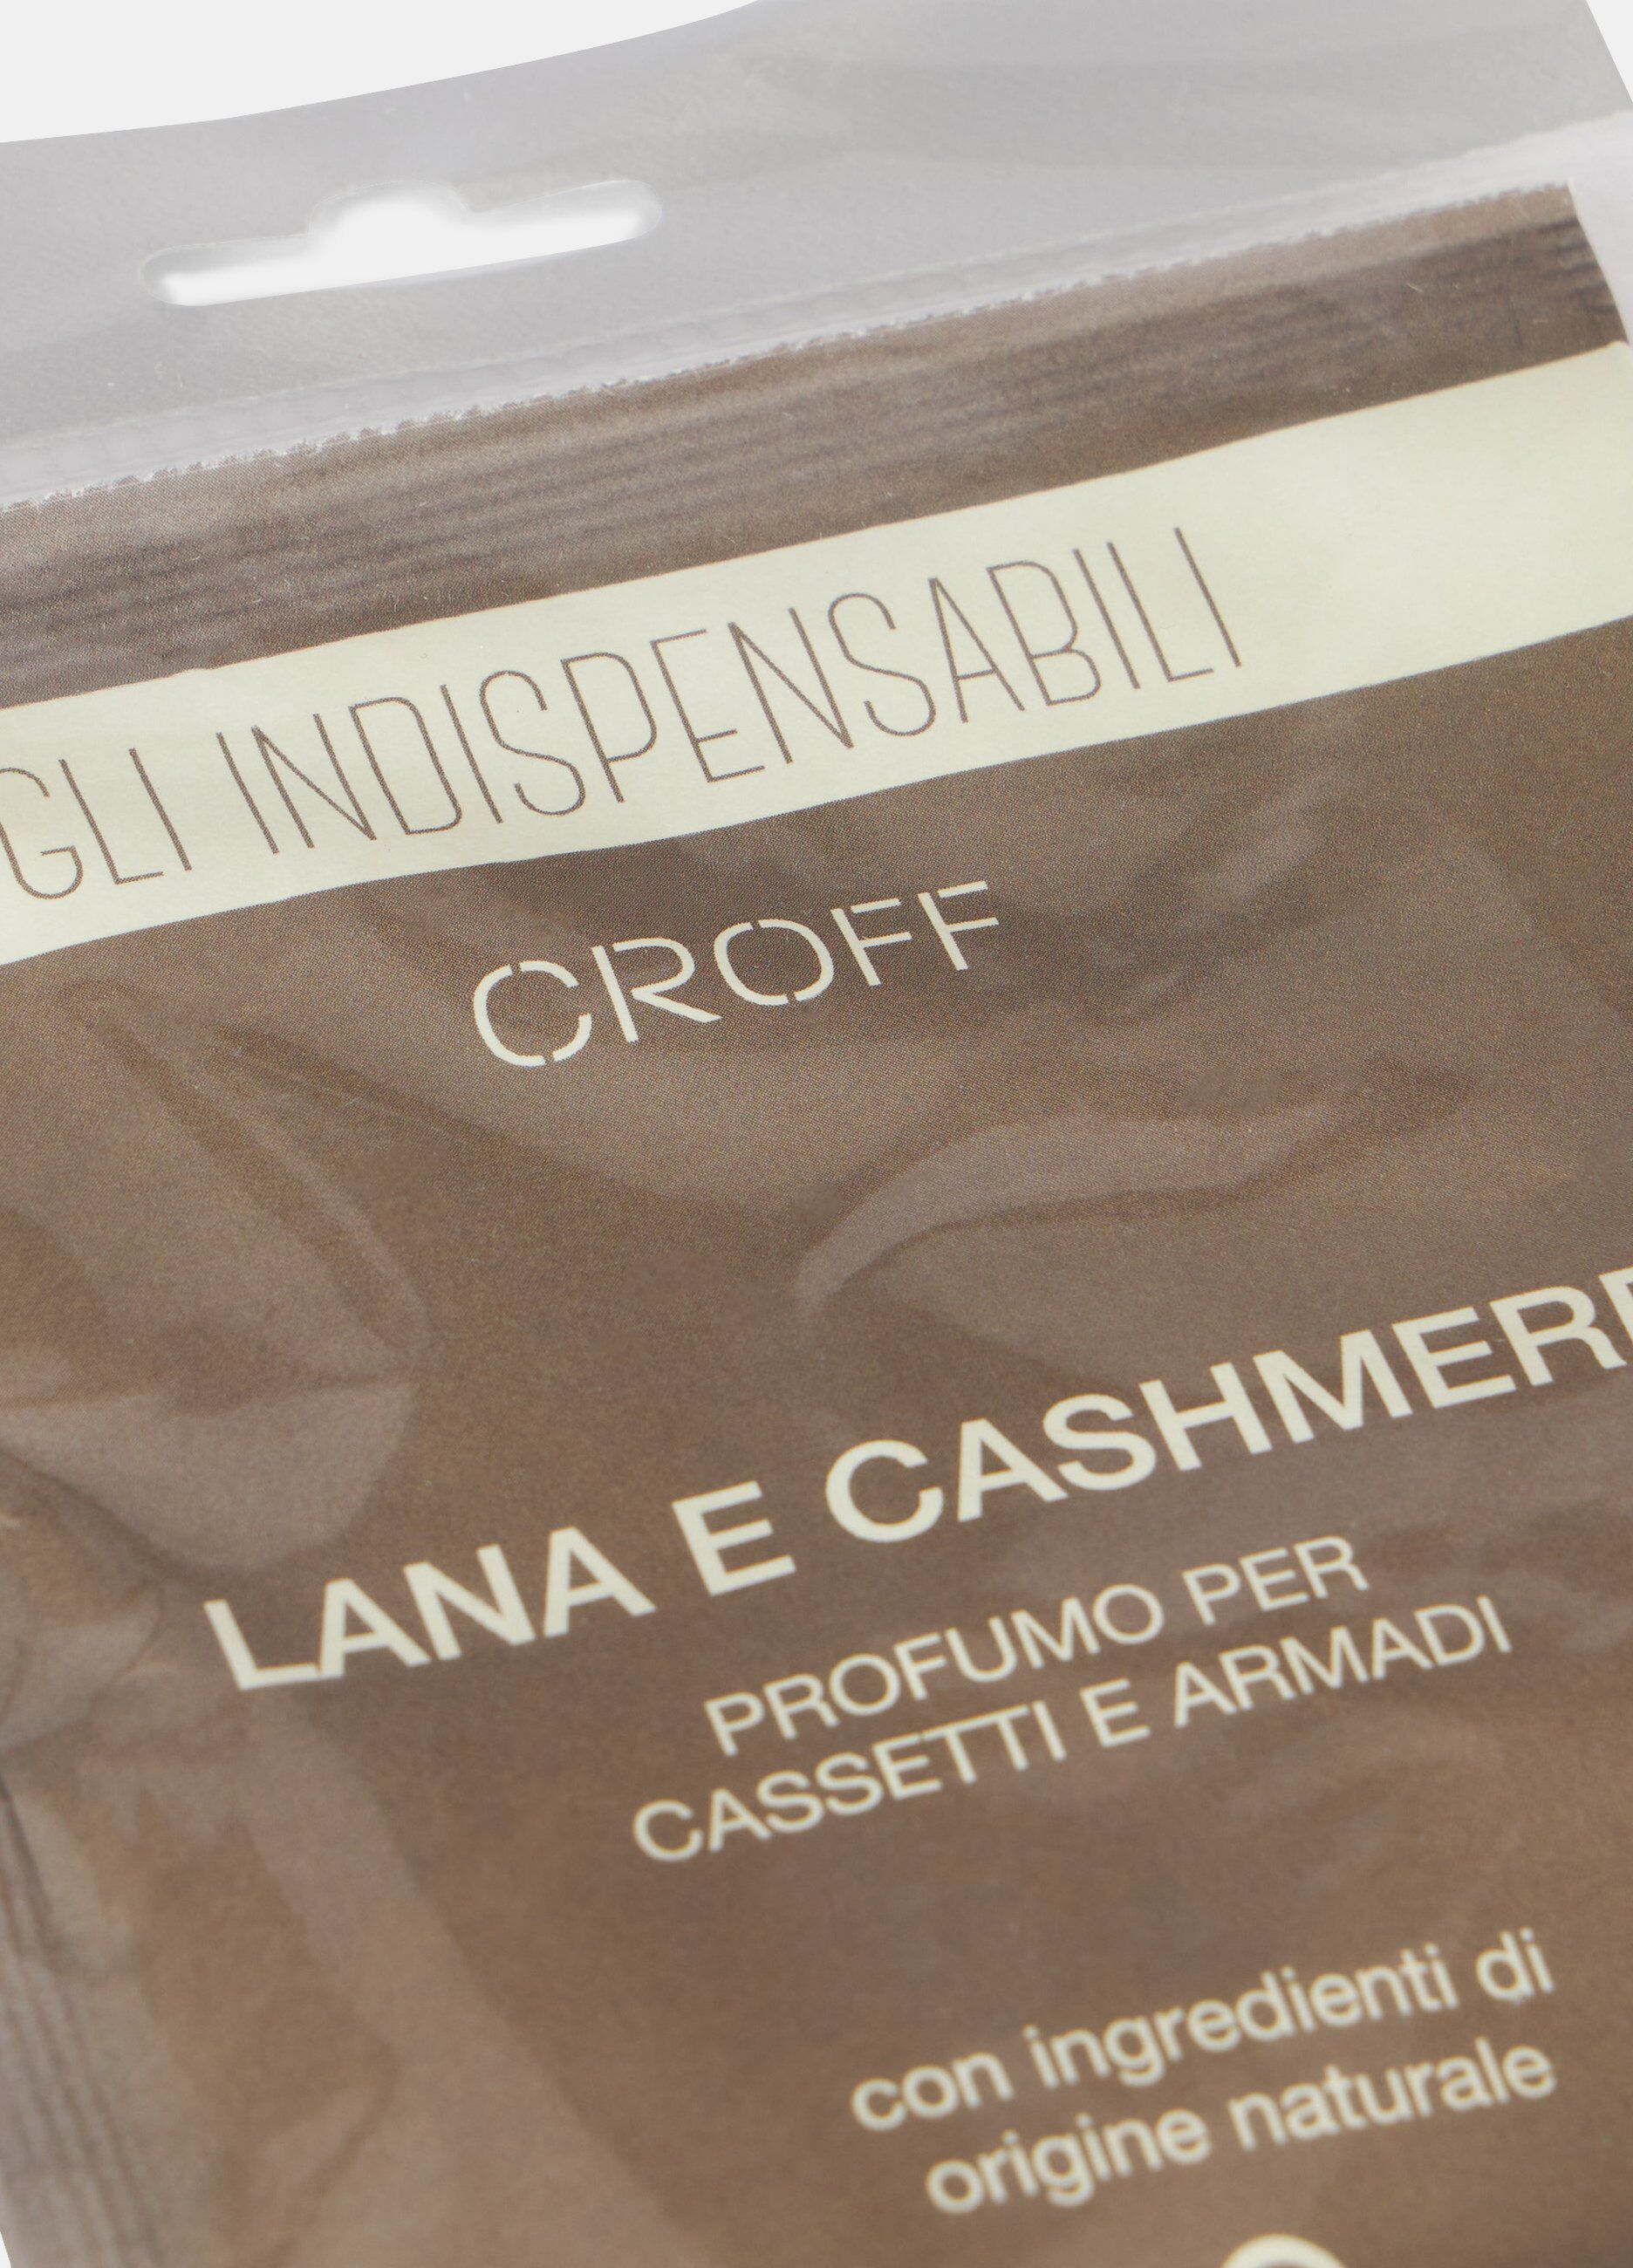 GLI INDISPENSABILI
CROFF
LANA E CASHMERE
PROFUMO PER
CASSETTI E ARMADI
con ingredienti di
origine naturale